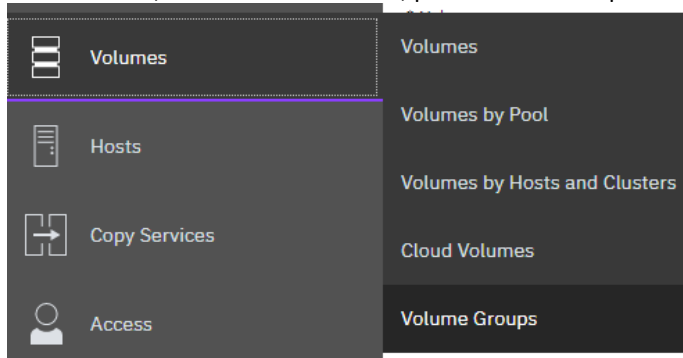 Volumes
Hosts
Copy Services
Access
Volumes
Volumes by Pool
Volumes by Hosts and Clusters
Cloud Volumes
Volume Groups